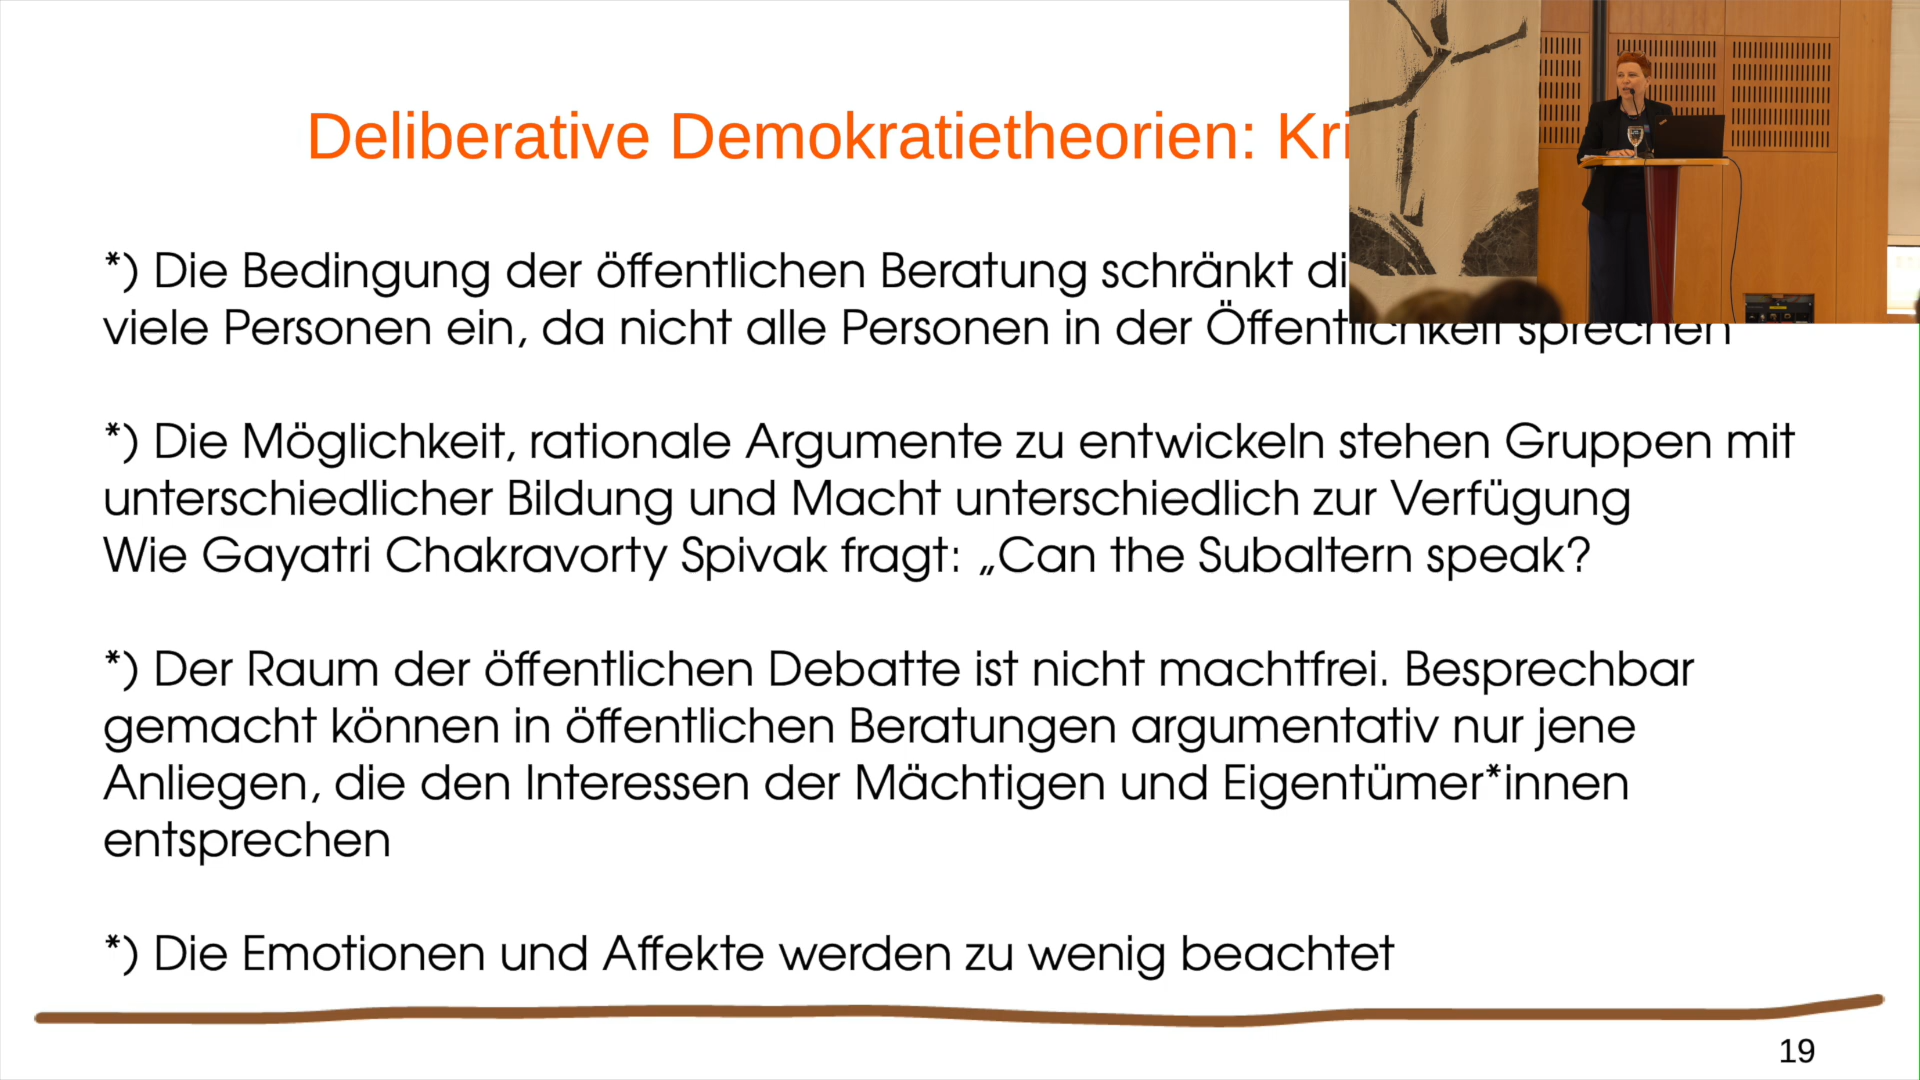 Deliberative Demokratietheorien: Kri
*) Die Bedingung der öffentlichen Beratung schränkt di
viele Personen ein, da nicht alle Personen in der Öffentlichkeit sprechen
*) Die Möglichkeit, rationale Argumente zu entwickeln stehen Gruppen mit
unterschiedlicher Bildung und Macht unterschiedlich zur Verfügung
Wie Gayatri Chakravorty Spivak fragt: „Can the Subaltern speak?
*) Der Raum der öffentlichen Debatte ist nicht machtfrei. Besprechbar
gemacht können in öffentlichen Beratungen argumentativ nur jene
Anliegen, die den Interessen der Mächtigen und Eigentümer*innen
entsprechen
*) Die Emotionen und Affekte werden zu wenig beachtet
19